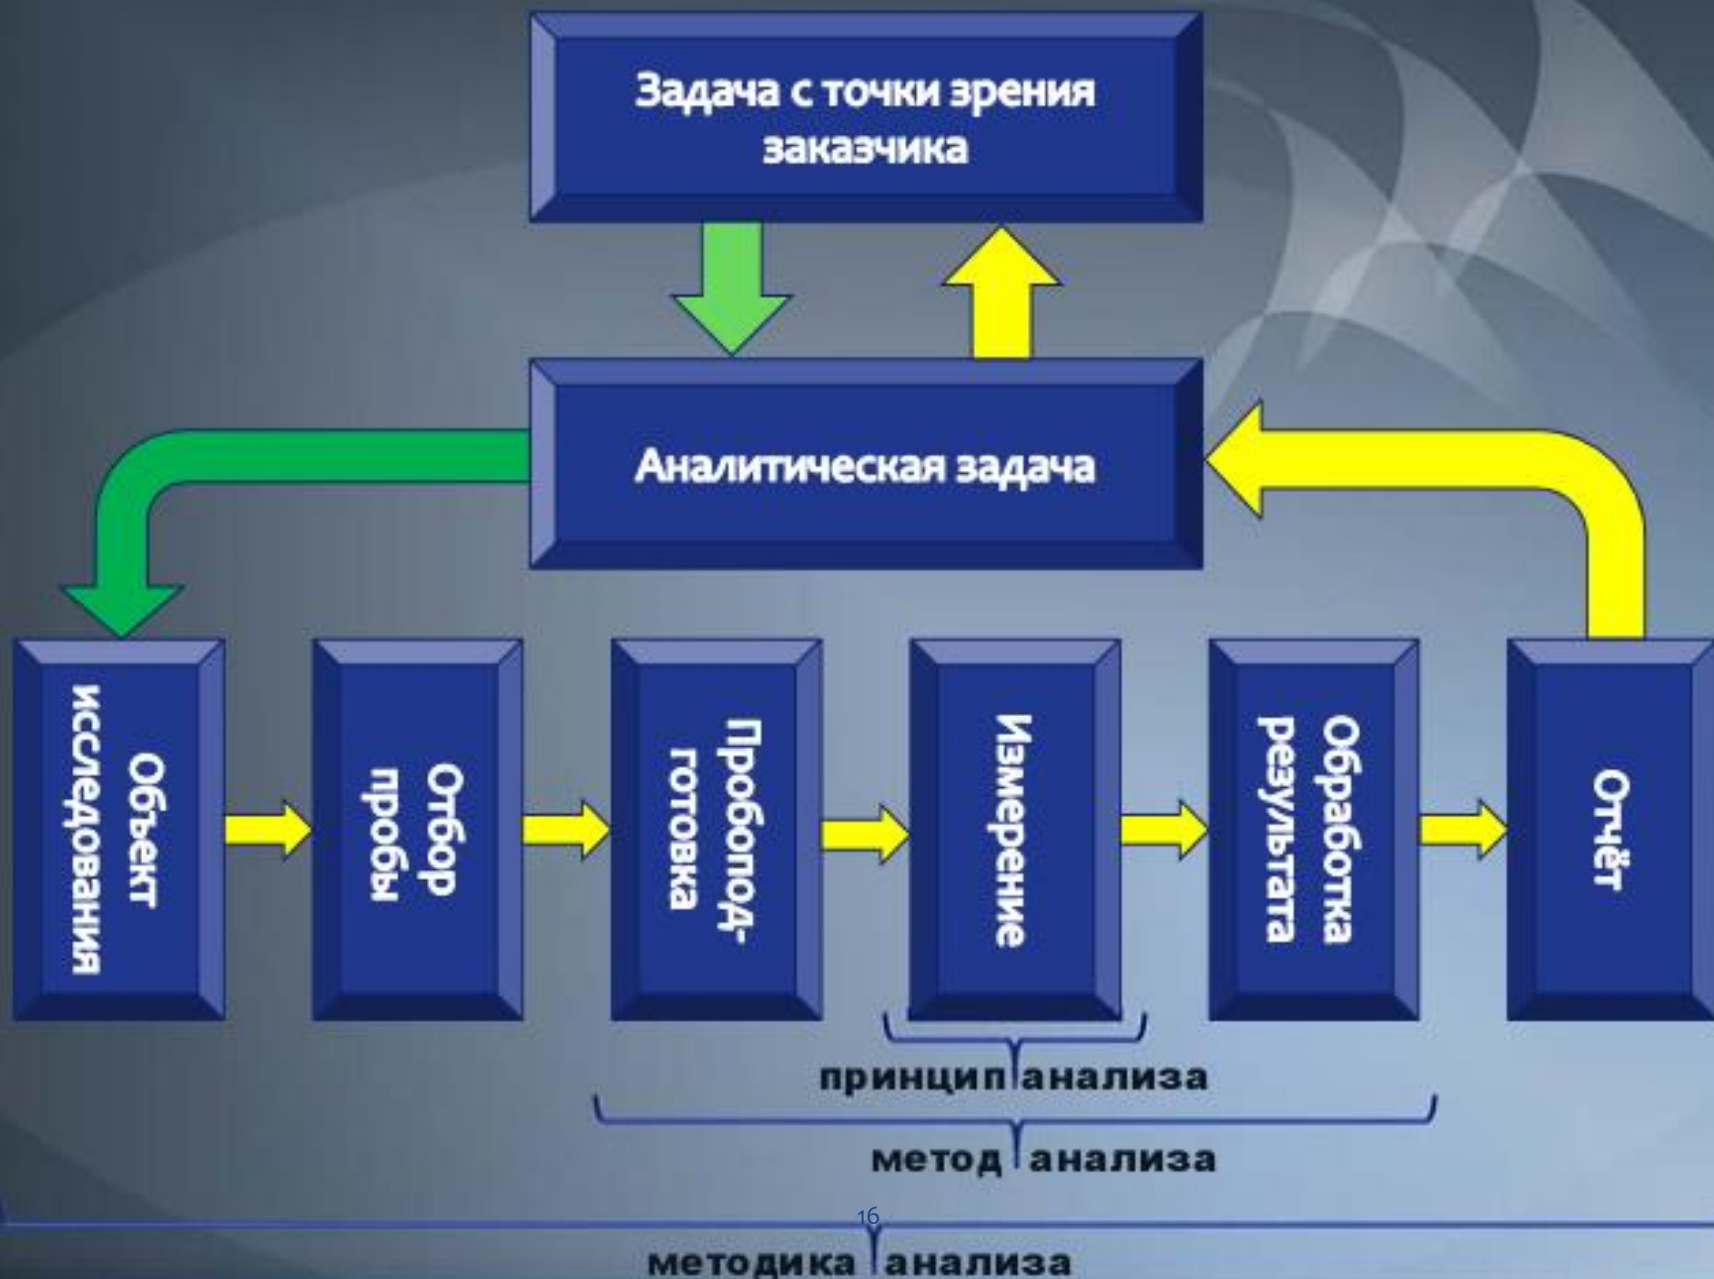 Задача с точки зрения
заказчика
Аналитическая задача
Объект
исследования
Отбор
пробы
Пробопод-
готовка
Измерение
Обработка
результата
Отчёт
принцип анализа
метод анализа
16
методика анализа